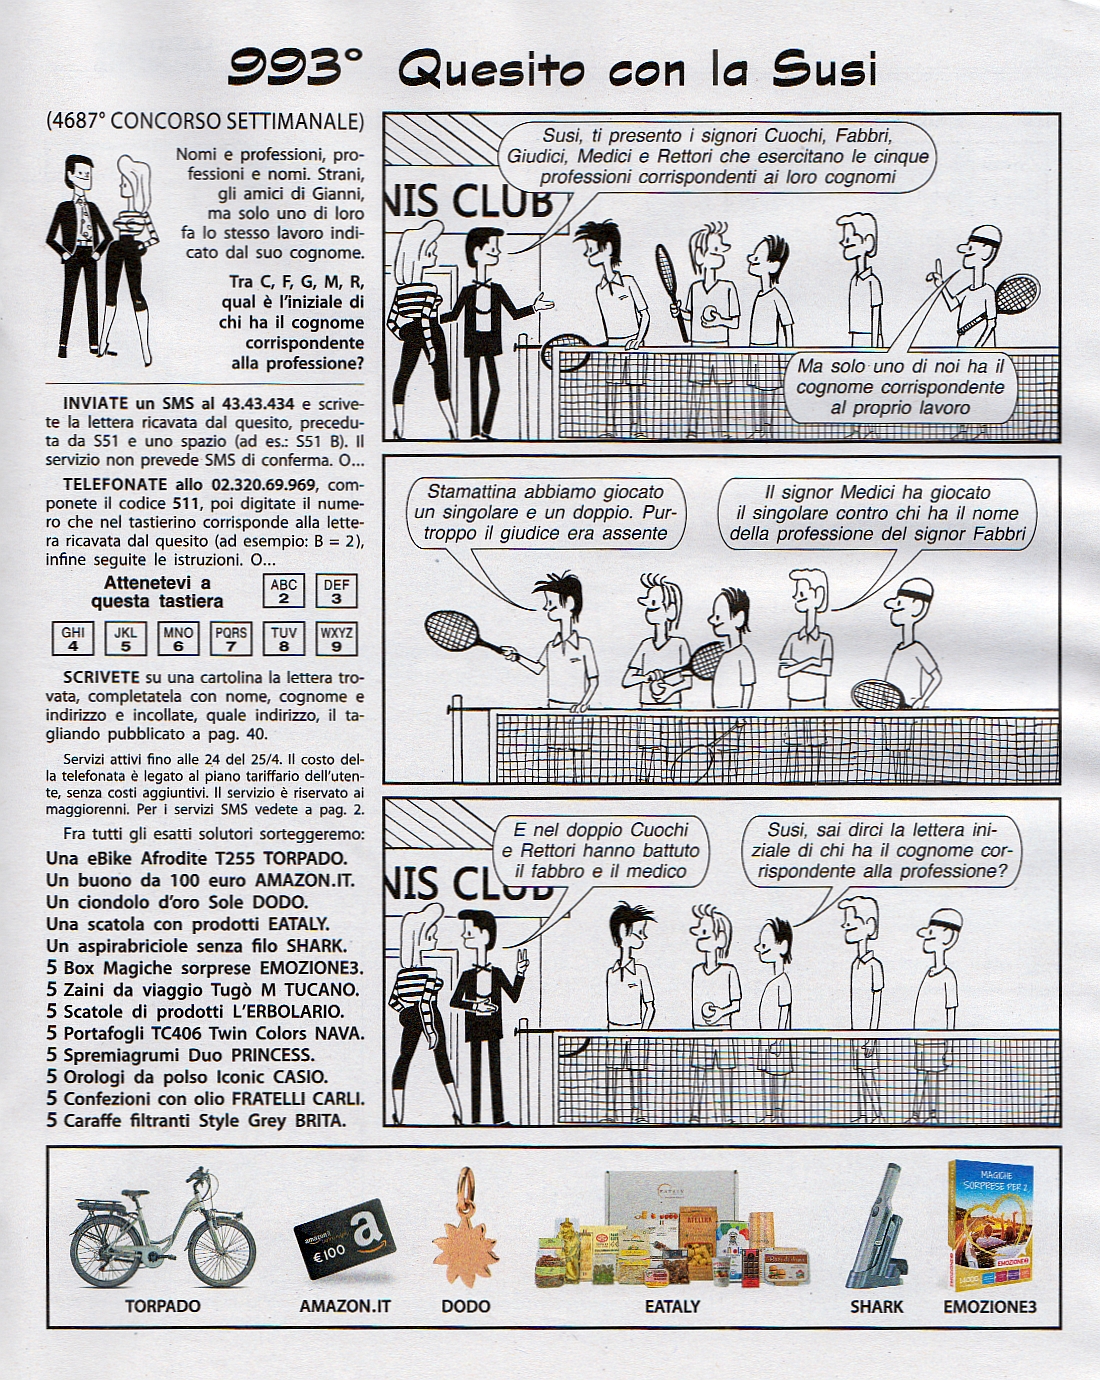 993° Quesito con la Susi
(4687° CONCORSO SETTIMANALE)
Nomi e professioni, pro-
fessioni e nomi. Strani,
gli amici di Gianni,
ma solo uno di loro
fa lo stesso lavoro indi-
cato dal suo cognome.
Tra C, F, G, M, R,
qual è l'iniziale di
chi ha il cognome
corrispondente
alla professione?
INVIATE un SMS al 43.43.434 e scrive-
te la lettera ricavata dal quesito, precedu-
ta da S51 e uno spazio (ad es.: S51 B). Il
servizio non prevede SMS di conferma. O...
TELEFONATE allo 02.320.69.969, com-
ponete il codice 511, poi digitate il nume-
ro che nel tastierino corrisponde alla lette-
ra ricavata dal quesito (ad esempio: B = 2),
infine seguite le istruzioni. O...
Attenetevi a
questa tastiera
ABC
2
DEF
3
GHI
4
JKL
5
MNO
6
PQRS
7
TUV
8
WXYZ
9
SCRIVETE su una cartolina la lettera tro-
vata, completatela con nome, cognome e
indirizzo e incollate, quale indirizzo, il ta-
gliando pubblicato a pag. 40.
Servizi attivi fino alle 24 del 25/4. Il costo del-
la telefonata è legato al piano tariffario dell'uten-
te, senza costi aggiuntivi. Il servizio è riservato ai
maggiorenni. Per i servizi SMS vedete a pag. 2.
Fra tutti gli esatti solutori sorteggeremo:
Una eBike Afrodite T255 TORPADO.
Un buono da 100 euro AMAZON.IT.
Un ciondolo d'oro Sole DODO.
Una scatola con prodotti EATALY.
Un aspirabriciole senza filo SHARK.
5 Box Magiche sorprese EMOZIONE3.
5 Zaini da viaggio Tugò M TUCANO.
5 Scatole di prodotti L'ERBOLARIO.
5 Portafogli TC406 Twin Colors NAVA.
5 Spremiagrumi Duo PRINCESS.
5 Orologi da polso Iconic CASIO.
5 Confezioni con olio FRATELLI CARLI.
5 Caraffe filtranti Style Grey BRITA.
Susi, ti presento i signori Cuochi, Fabbri,
Giudici, Medici e Rettori che esercitano le cinque
professioni corrispondenti ai loro cognomi
NIS CLUB
Ma solo uno di noi ha il
cognome corrispondente
al proprio lavoro
Stamattina abbiamo giocato
un singolare e un doppio. Pur-
troppo il giudice era assente
Il signor Medici ha giocato
il singolare contro chi ha il nome
della professione del signor Fabbri
E nel doppio Cuochi
e Rettori hanno battuto
il fabbro e il medico
Susi, sai dirci la lettera ini-
ziale di chi ha il cognome cor-
rispondente alla professione?
NIS CLUB
amazon.it
€100
a
EATALY
MAGICHE
SORPRESE PER 2
EMOZIONE3
TORPADO
AMAZON.IT
DODO
EATALY
SHARK
EMOZIONE3